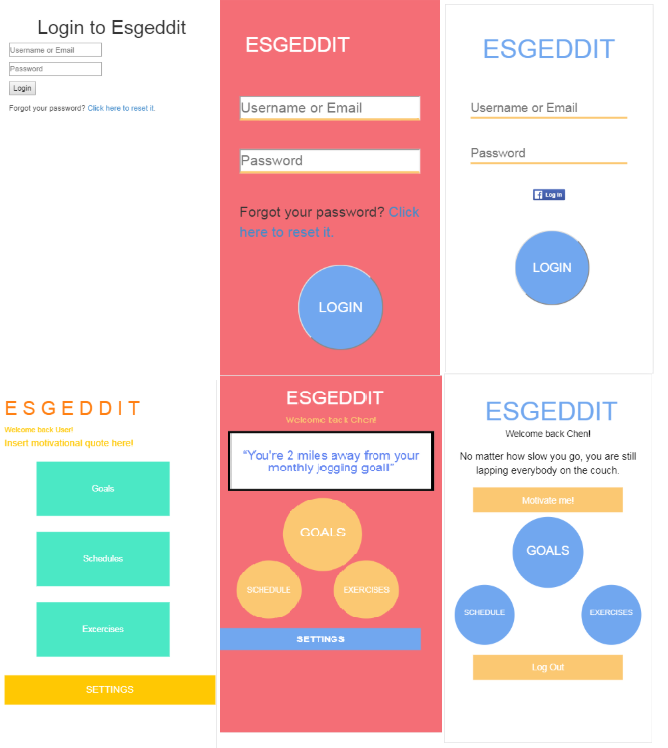 Login to Esgeddit
Username or Email
Password
Login
Forgot your password? Click here to reset it.
ESGEDDIT
Username or Email
Password
Forgot your password? Click
here to reset it.
LOGIN
ESGEDDIT
Username or Email
Password
f Log In
LOGIN
ESGEDDIT
Welcome back User!
Insert motivational quote here!
Goals
Schedules
Excercises
SETTINGS
ESGEDDIT
Welcome back Chen!
“You're 2 miles away from your
monthly joggling goal!”
GOALS
SCHEDULE
EXERCISES
SETTINGS
ESGEDDIT
Welcome back Chen!
No matter how slow you go, you are still
lapping everybody on the couch.
Motivate me!
GOALS
SCHEDULE
EXERCISES
Log Out